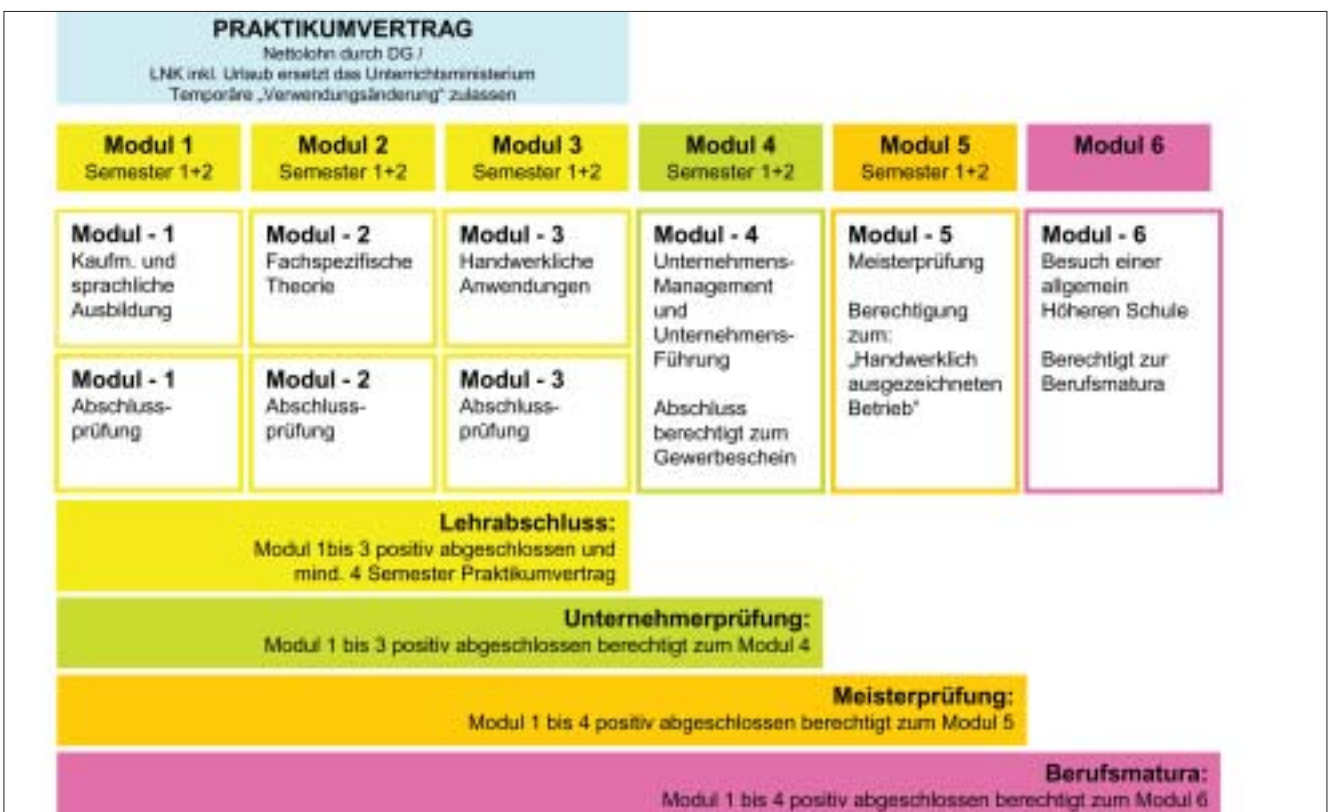 PRAKTIKUMVERTRAG
Nettolohn durch DG /
LNK inkl. Urlaub ersetzt das Unterrichtsministerium
Temporäre „Verwendungsänderung“ zulassen
Modul 1
Semester 1+2
Modul 2
Semester 1+2
Modul 3
Semester 1+2
Modul 4
Semester 1+2
Modul 5
Semester 1+2
Modul 6
Modul - 1
Kaufm. und
sprachliche
Ausbildung
Modul - 2
Fachspezifische
Theorie
Modul - 3
Handwerkliche
Anwendungen
Modul - 4
Unternehmens-
Management
und
Unternehmens-
Führung
Abschluss
berechtigt zum
Gewerbeschein
Modul - 5
Meisterprüfung
Berechtigung
zum:
„Handwerklich
ausgezeichneten
Betrieb“
Modul - 6
Besuch einer
allgemein
Höheren Schule
Berechtigt zur
Berufsmatura
Modul - 1
Abschluss-
prüfung
Modul - 2
Abschluss-
prüfung
Modul - 3
Abschluss-
prüfung
Lehrabschluss:
Modul 1bis 3 positiv abgeschlossen und
mind. 4 Semester Praktikumvertrag
Unternehmerprüfung:
Modul 1 bis 3 positiv abgeschlossen berechtigt zum Modul 4
Meisterprüfung:
Modul 1 bis 4 positiv abgeschlossen berechtigt zum Modul 5
Berufsmatura:
Modul 1 bis 4 positiv abgeschlossen berechtigt zum Modul 6